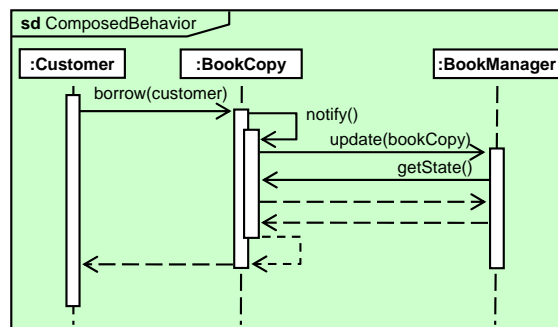 sd ComposedBehavior
:Customer :BookCopy :BookManager
borrow(customer)
notify()
update(bookCopy)
getState()